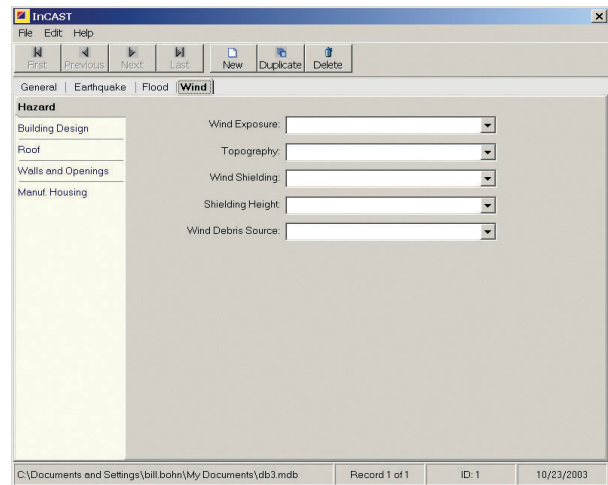 InCAST
File Edit Help
First Previous Next Last New Duplicate Delete
General Earthquake Flood Wind
Hazard
Building Design
Roof
Walls and Openings
Manuf. Housing
Wind Exposure:
Topography:
Wind Shielding:
Shielding Height:
Wind Debris Source:
C:\Documents and Settings\bill.bohn\My Documents\db3.mdb Record 1 of 1 ID: 1 10/23/2003